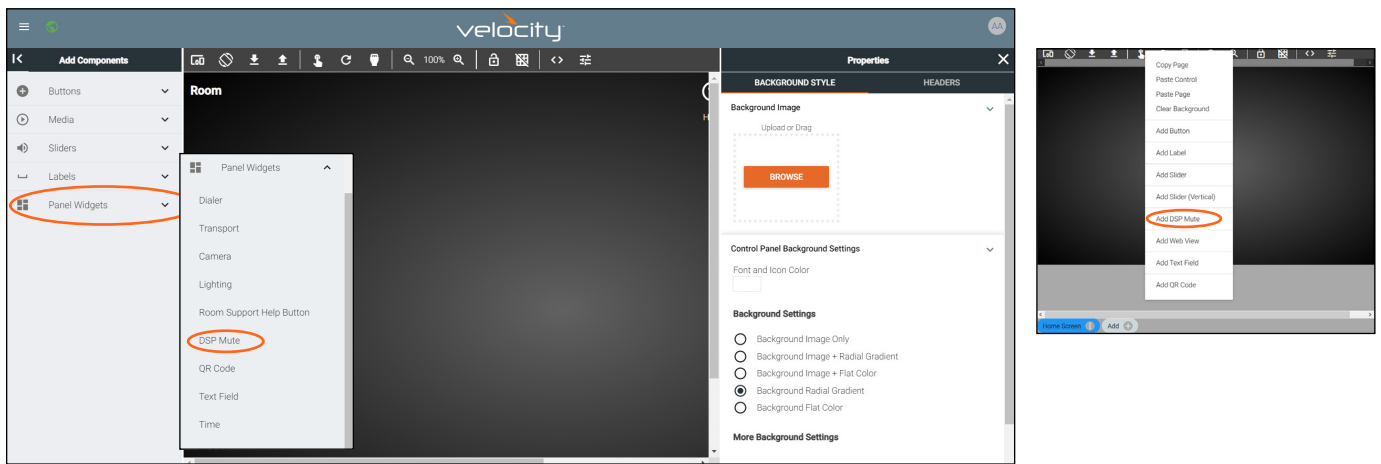 velocity
AA
Add Components
100%
Properties
Buttons
Media
Sliders
Labels
Panel Widgets
Room
H
Panel Widgets
Dialer
Transport
Camera
Lighting
Room Support Help Button
DSP Mute
QR Code
Text Field
Time
BACKGROUND STYLE
HEADERS
Background Image
Upload or Drag
BROWSE
Control Panel Background Settings
Font and Icon Color
Background Settings
Background Image Only
Background Image + Radial Gradient
Background Image + Flat Color
Background Radial Gradient
Background Flat Color
More Background Settings
Copy Page
Paste Control
Paste Page
Clear Background
Add Button
Add Label
Add Slider
Add Slider (Vertical)
Add DSP Mute
Add Web View
Add Text Field
Add QR Code
Home Screen
Add